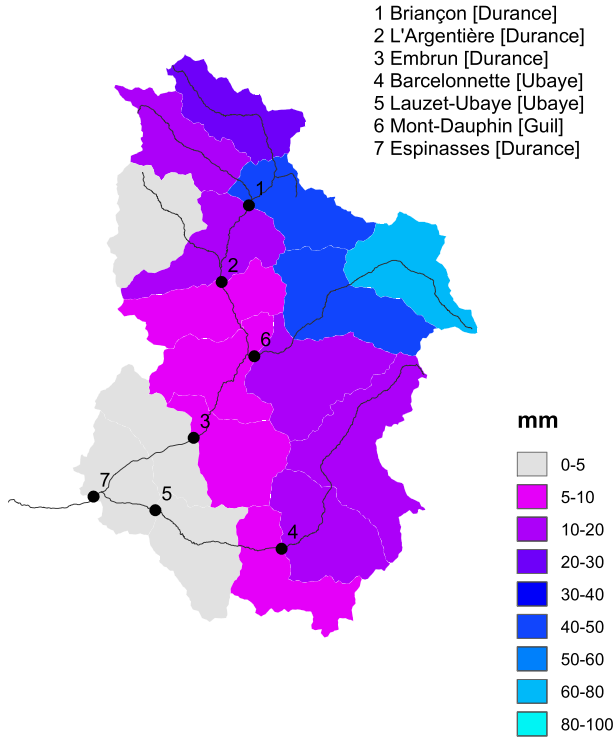 1 Briançon [Durance]
2 L'Argentière [Durance]
3 Embrun [Durance]
4 Barcelonnette [Ubaye]
5 Lauzet-Ubaye [Ubaye]
6 Mont-Dauphin [Guil]
7 Espinasses [Durance]
1
2
6
3
7
5
4
mm
0-5
5-10
10-20
20-30
30-40
40-50
50-60
60-80
80-100